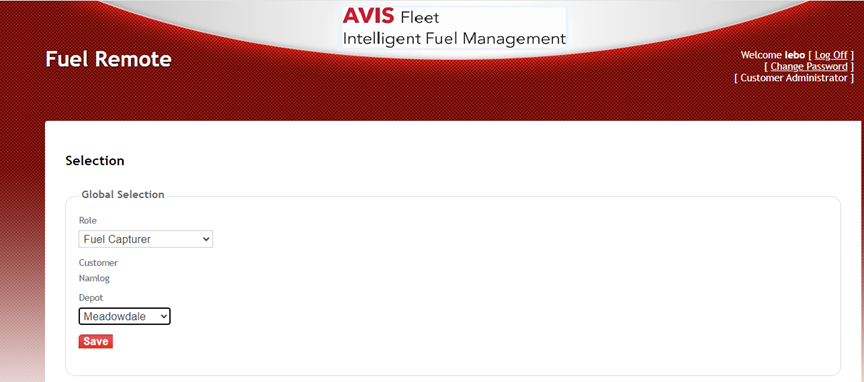 AVIS Fleet
Intelligent Fuel Management
Fuel Remote
Welcome lebo [ Log Off ]
[ Change Password ]
[ Customer Administrator ]
Selection
Global Selection
Role
Fuel Capturer
Customer
Namlog
Depot
Meadowdale
Save